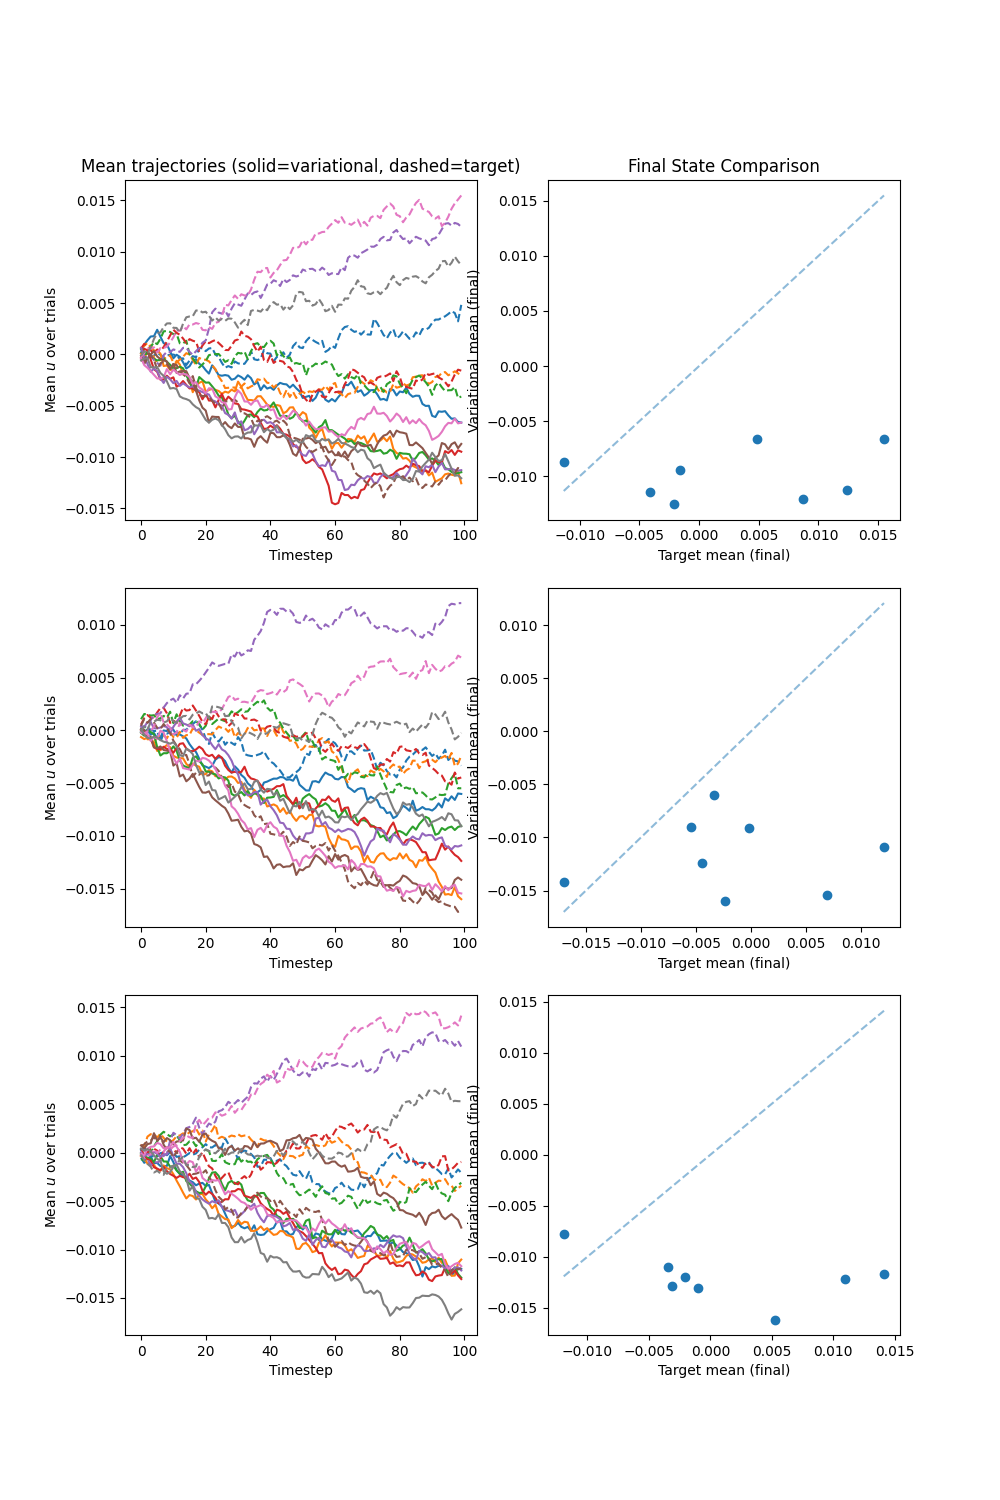 Mean trajectories (solid=variational, dashed=target)
Final State Comparison
0.015
0.010
0.005
0.000
−0.005
−0.010
−0.015
Mean u over trials
0 20 40 60 80 100
Timestep
0.015
0.010
0.005
0.000
−0.005
−0.010
Variational mean (final)
−0.010 −0.005 0.000 0.005 0.010 0.015
Target mean (final)
0.010
0.005
0.000
−0.005
−0.010
−0.015
Mean u over trials
0 20 40 60 80 100
Timestep
0.010
0.005
0.000
−0.005
−0.010
−0.015
Variational mean (final)
−0.015 −0.010 −0.005 0.000 0.005 0.010
Target mean (final)
0.015
0.010
0.005
0.000
−0.005
−0.010
−0.015
Mean u over trials
0 20 40 60 80 100
Timestep
0.015
0.010
0.005
0.000
−0.005
−0.010
−0.015
Variational mean (final)
−0.010 −0.005 0.000 0.005 0.010 0.015
Target mean (final)